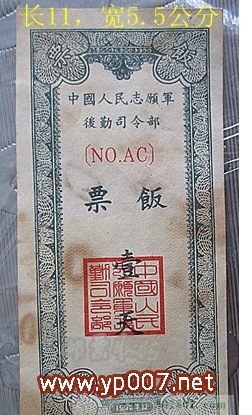 长11，宽5.5公分
票 飯
中國人民志願軍
後勤司令部
(NO.AC)
票 飯
壹
天
中國人民
志願軍後
勤司令部
www.yp007.net